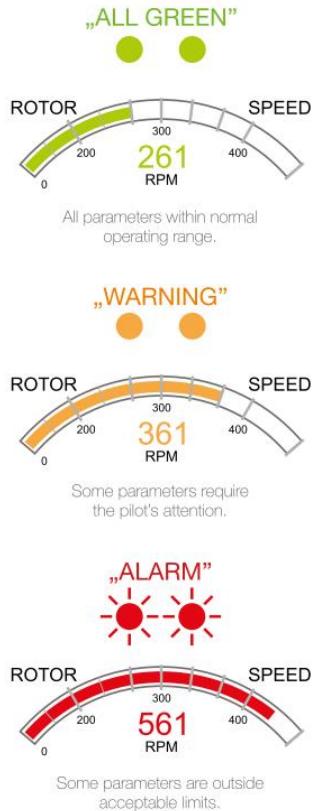 „ALL GREEN”
ROTOR SPEED
0 200 300 400
261
RPM
All parameters within normal
operating range.
„WARNING”
ROTOR SPEED
0 200 300 400
361
RPM
Some parameters require
the pilot's attention.
„ALARM”
ROTOR SPEED
0 200 300 400
561
RPM
Some parameters are outside
acceptable limits.